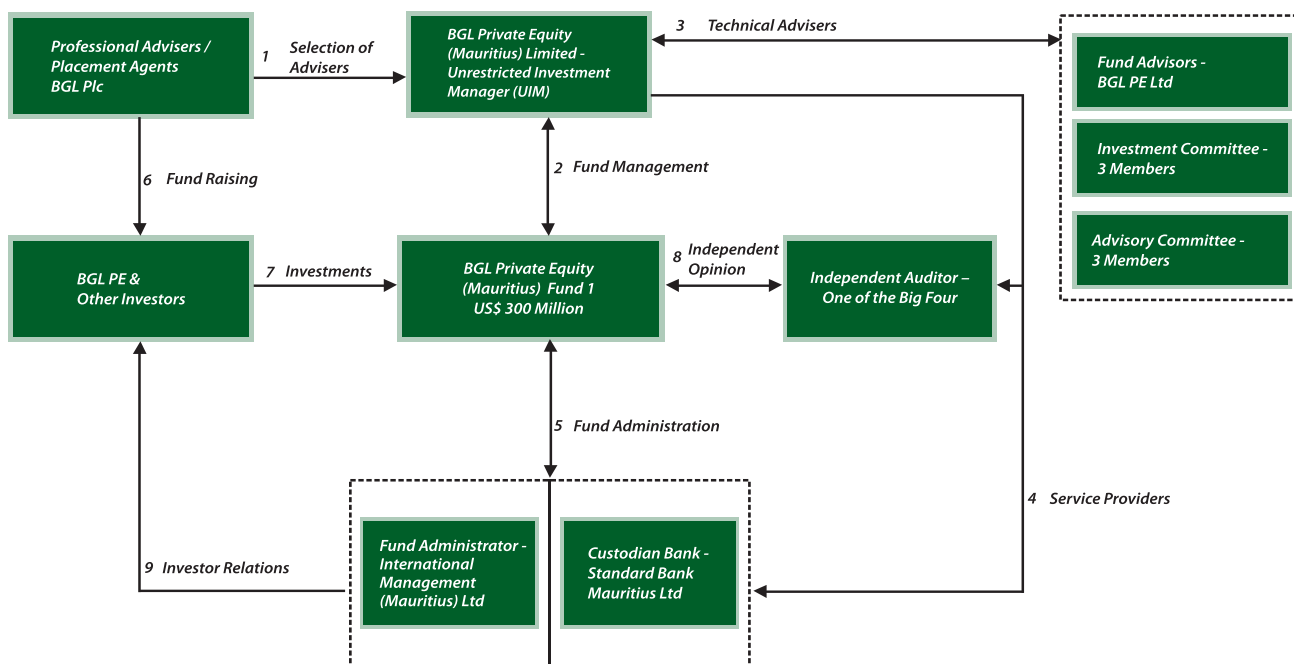 Professional Advisers /
Placement Agents
BGL Plc
1 Selection of
Advisers
BGL Private Equity
(Mauritius) Limited -
Unrestricted Investment
Manager (UIM)
3 Technical Advisers
Fund Advisors -
BGL PE Ltd
Investment Committee -
3 Members
Advisory Committee -
3 Members
6 Fund Raising
2 Fund Management
BGL PE &
Other Investors
7 Investments
BGL Private Equity
(Mauritius) Fund 1
US$ 300 Million
8 Independent
Opinion
Independent Auditor –
One of the Big Four
5 Fund Administration
4 Service Providers
9 Investor Relations
Fund Administrator -
International
Management
(Mauritius) Ltd
Custodian Bank -
Standard Bank
Mauritius Ltd